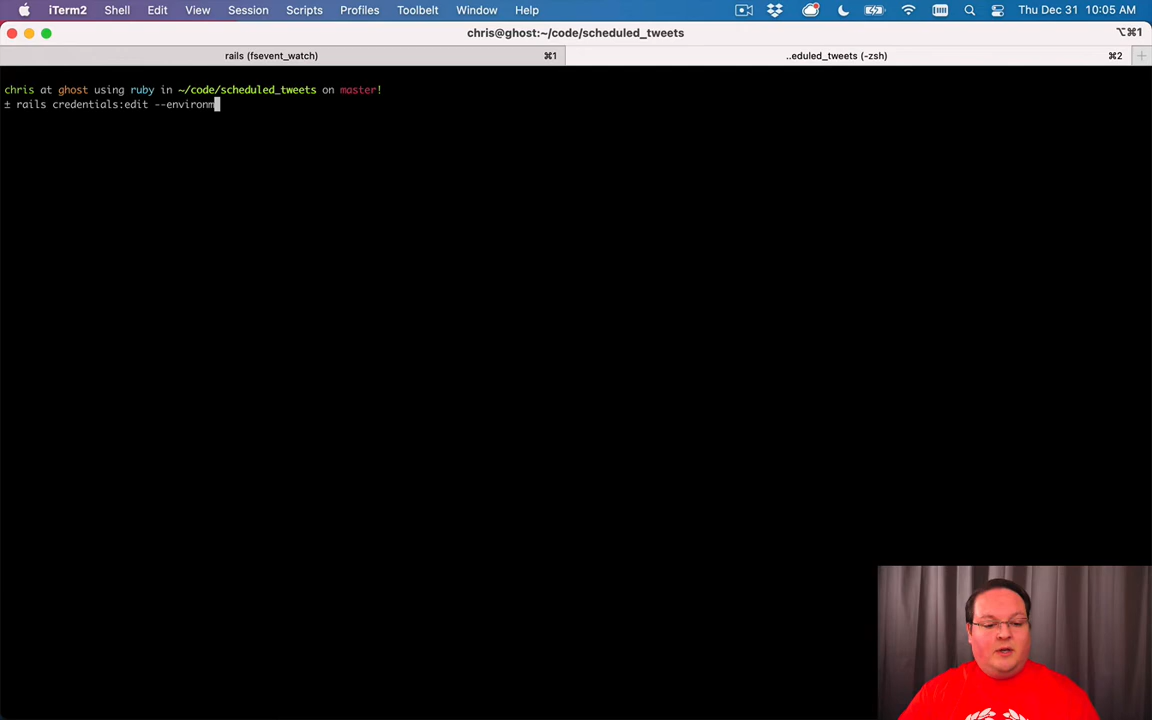 iTerm2 Shell Edit View Session Scripts Profiles Toolbelt Window Help Thu Dec 31 10:05 AM
chris@ghost:~/code/scheduled_tweets ⌥⌘1
rails (fsevent_watch) ⌘1 ..eduled_tweets (-zsh) ⌘2
chris at ghost using ruby in ~/code/scheduled_tweets on master!
± rails credentials:edit --environm